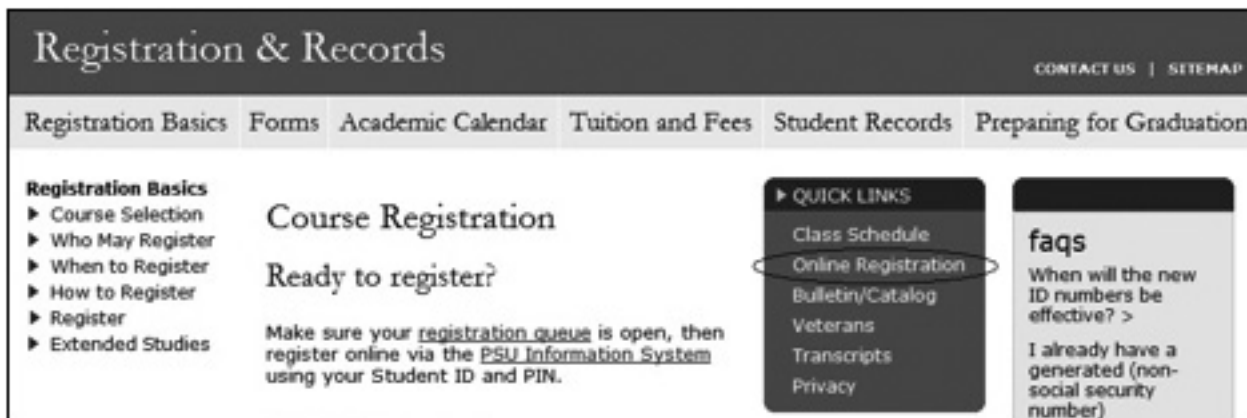 Registration & Records
CONTACT US | SITEMAP
Registration Basics Forms Academic Calendar Tuition and Fees Student Records Preparing for Graduation
Registration Basics
Course Selection
Who May Register
When to Register
How to Register
Register
Extended Studies
Course Registration
Ready to register?
Make sure your registration queue is open, then
register online via the PSU Information System
using your Student ID and PIN.
QUICK LINKS
Class Schedule
Online Registration
Bulletin/Catalog
Veterans
Transcripts
Privacy
faqs
When will the new
ID numbers be
effective? >
I already have a
generated (non-
social security
number)